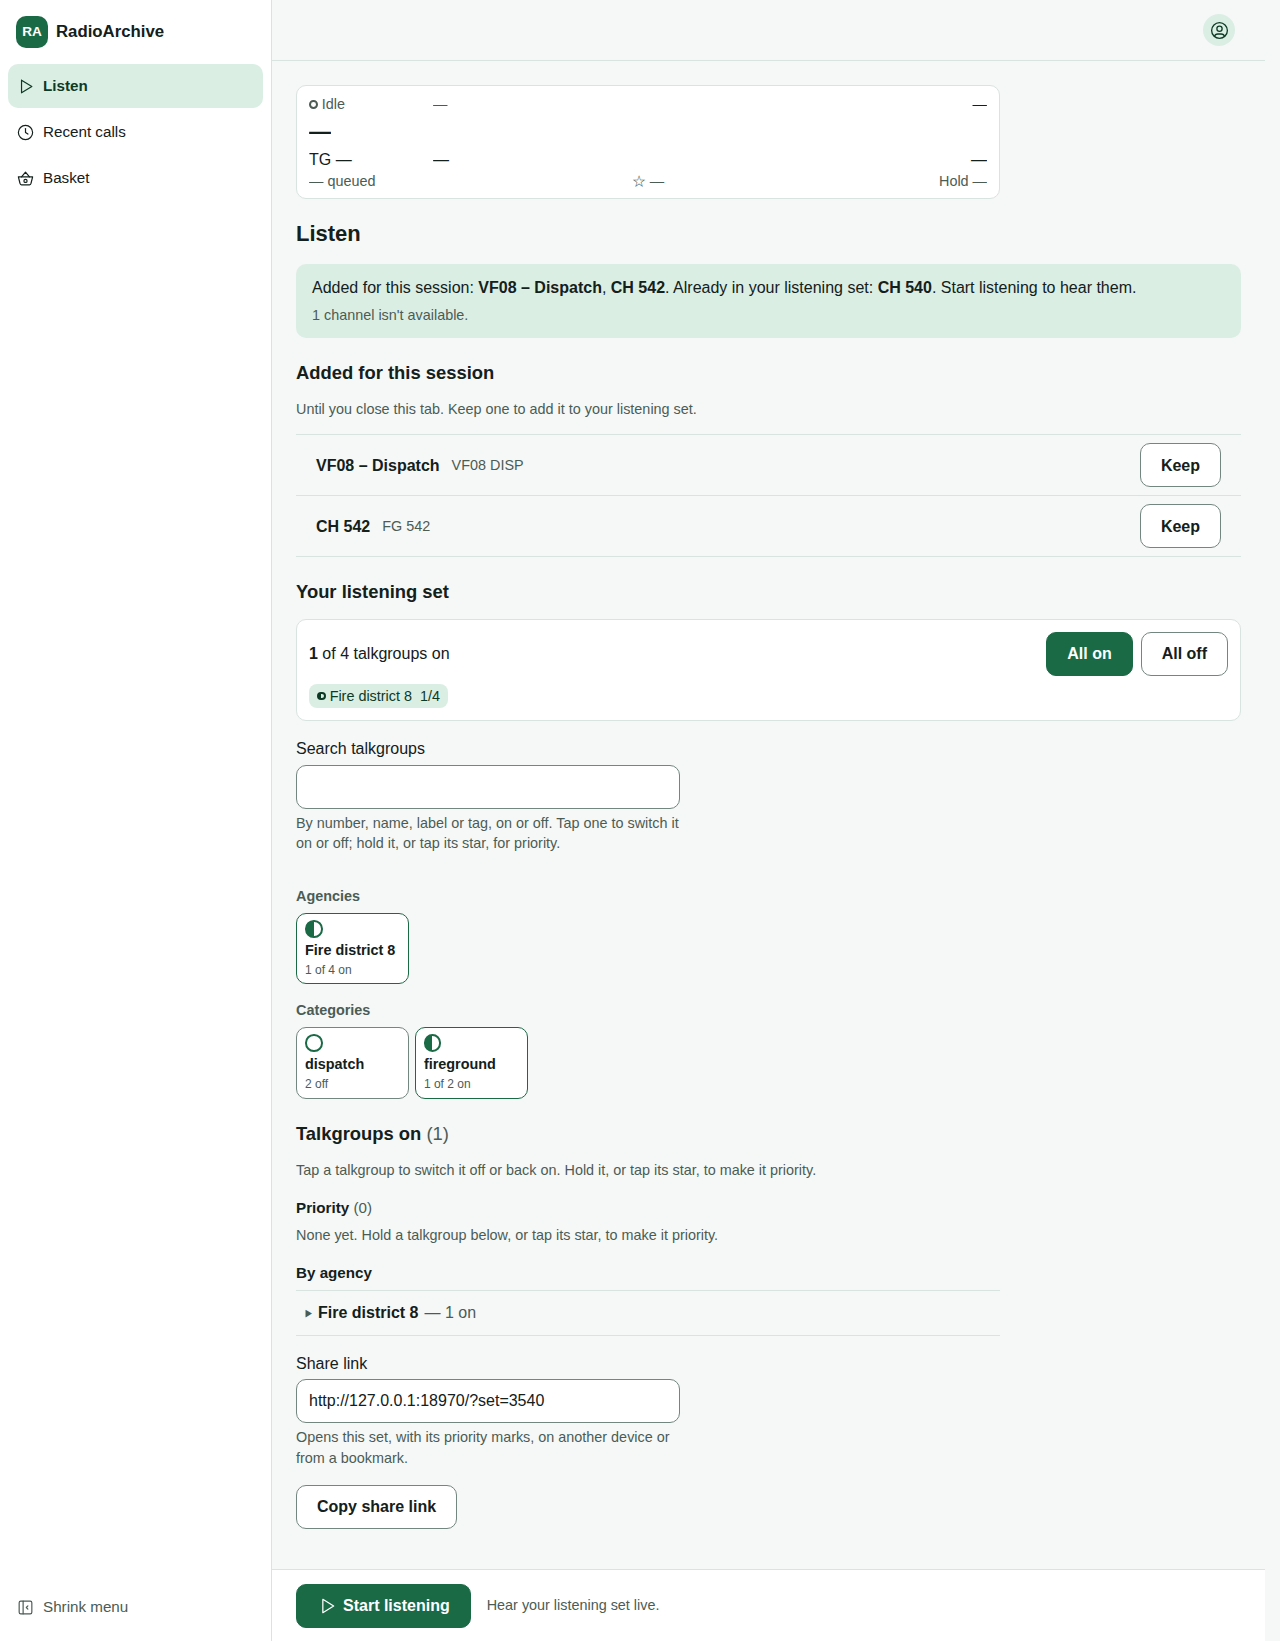 RA RadioArchive
Listen
Recent calls
Basket
Idle — —
—
TG — — —
— queued ☆ — Hold —
Listen
Added for this session: VF08 – Dispatch, CH 542. Already in your listening set: CH 540. Start listening to hear them.
1 channel isn't available.
Added for this session
Until you close this tab. Keep one to add it to your listening set.
VF08 – Dispatch VF08 DISP Keep
CH 542 FG 542 Keep
Your listening set
1 of 4 talkgroups on All on All off
Fire district 8 1/4
Search talkgroups
By number, name, label or tag, on or off. Tap one to switch it
on or off; hold it, or tap its star, for priority.
Agencies
Fire district 8
1 of 4 on
Categories
dispatch
2 off
fireground
1 of 2 on
Talkgroups on (1)
Tap a talkgroup to switch it off or back on. Hold it, or tap its star, to make it priority.
Priority (0)
None yet. Hold a talkgroup below, or tap its star, to make it priority.
By agency
Fire district 8 — 1 on
Share link
http://127.0.0.1:18970/?set=3540
Opens this set, with its priority marks, on another device or
from a bookmark.
Copy share link
Shrink menu
Start listening Hear your listening set live.